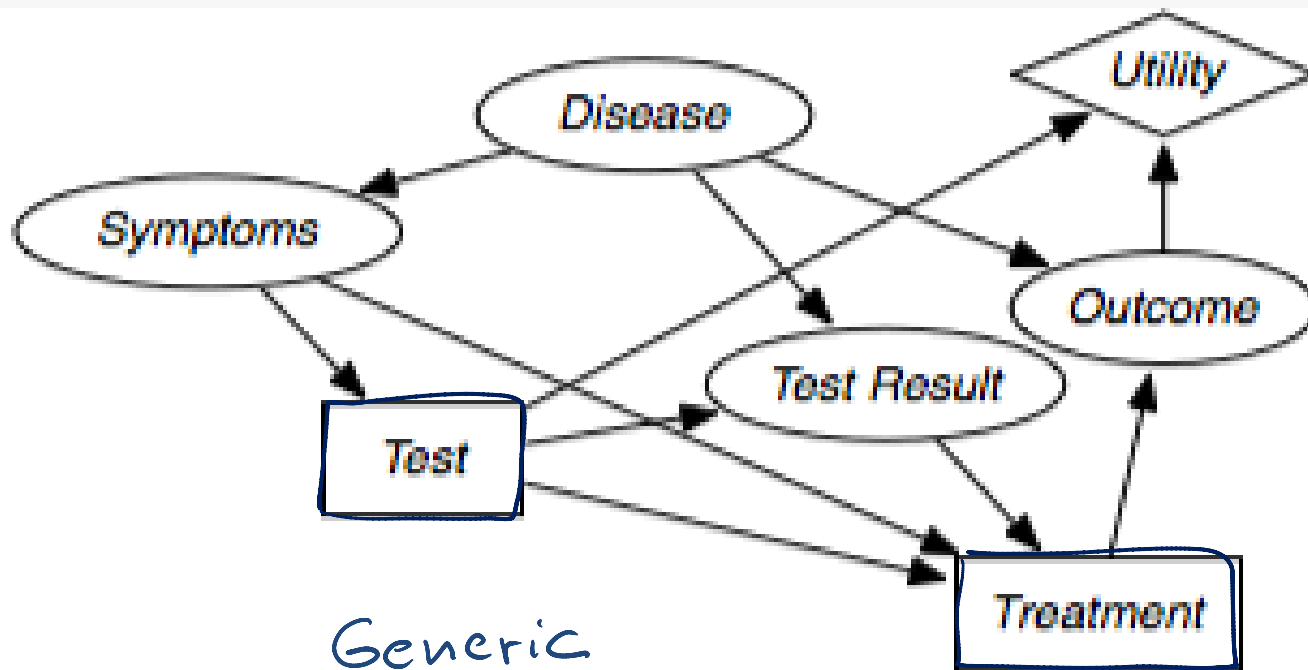 Utility
Disease
Symptoms
Outcome
Test Result
Test
Treatment
Generic